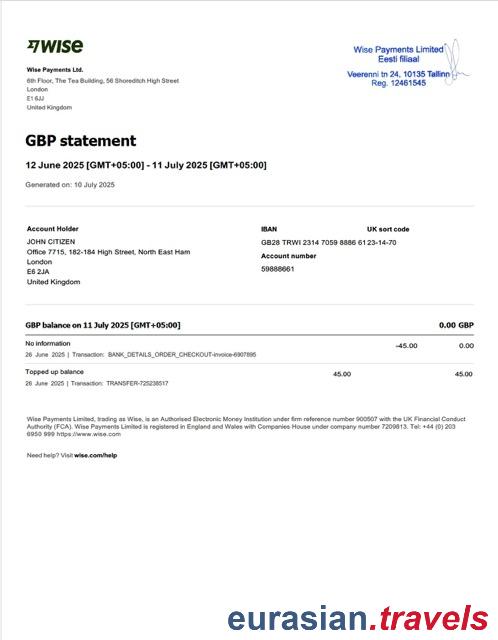 WISE
Wise Payments Limited
Eesti filiaal
Veerenni tn 24, 10135 Tallinn
Reg. 12461545
Wise Payments Ltd.
6th Floor, The Tea Building, 56 Shoreditch High Street
London
E1 6JJ
United Kingdom
GBP statement
12 June 2025 [GMT+05:00] - 11 July 2025 [GMT+05:00]
Generated on: 10 July 2025
Account Holder
JOHN CITIZEN
Office 7715, 182-184 High Street, North East Ham
London
E6 2JA
United Kingdom
IBAN UK sort code
GB28 TRWI 2314 7059 8886 61 23-14-70
Account number
59888661
GBP balance on 11 July 2025 [GMT+05:00] 0.00 GBP
No information -45.00 0.00
26 June 2025 | Transaction: BANK_DETAILS_ORDER_CHECKOUT-invoice-6907895
Topped up balance 45.00 45.00
26 June 2025 | Transaction: TRANSFER-725238517
Wise Payments Limited, trading as Wise, is an Authorised Electronic Money Institution under firm reference number 900507 with the UK Financial Conduct
Authority (FCA). Wise Payments Limited is registered in England and Wales with Companies House under company number 7209813. Tel: +44 (0) 203
6950 999 https://www.wise.com
Need help? Visit wise.com/help
eurasian.travels